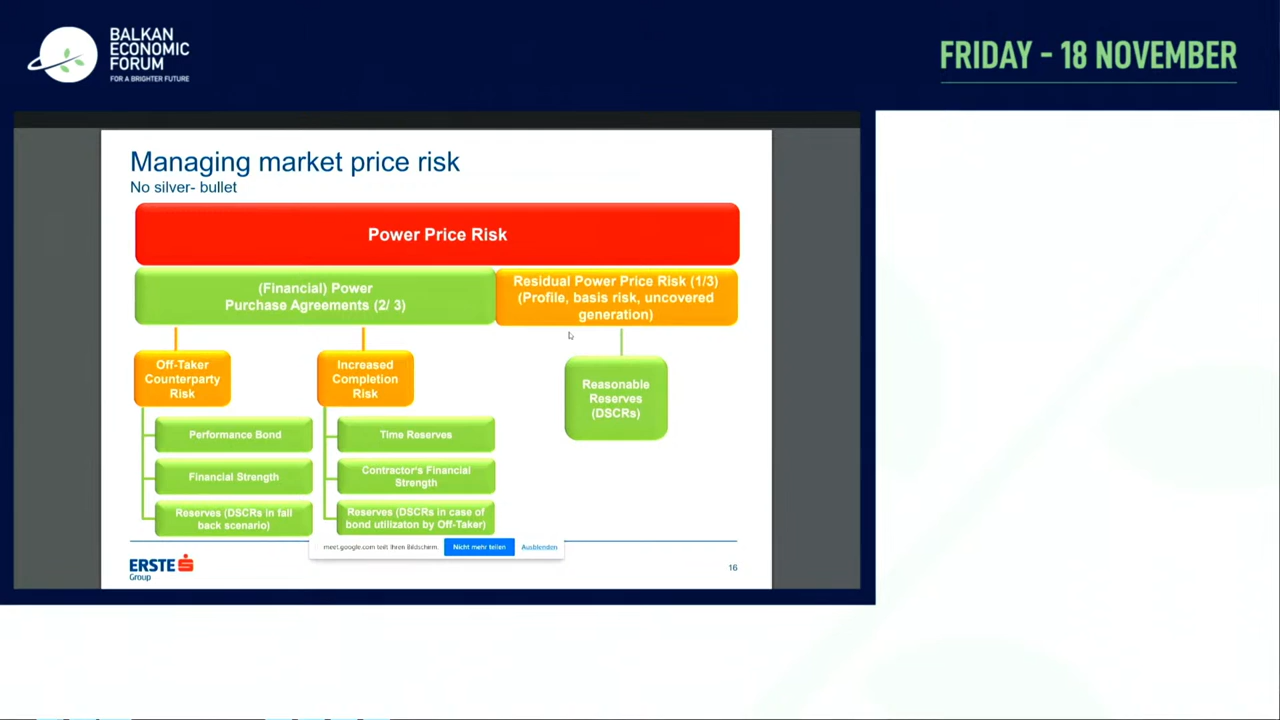 BALKAN
ECONOMIC
FORUM
FOR A BRIGHTER FUTURE
FRIDAY - 18 NOVEMBER
Managing market price risk
No silver- bullet
Power Price Risk
(Financial) Power
Purchase Agreements (2/ 3)
Residual Power Price Risk (1/3)
(Profile, basis risk, uncovered
generation)
Off-Taker
Counterparty
Risk
Increased
Completion
Risk
Reasonable
Reserves
(DSCRs)
Performance Bond
Time Reserves
Financial Strength
Contractor's Financial
Strength
Reserves (DSCRs in fall
back scenario)
Reserves (DSCRs in case of
bond utilizaton by Off-Taker)
meet.google.com teilt Ihren Bildschirm.
Nicht mehr teilen
Ausblenden
ERSTE
Group
16